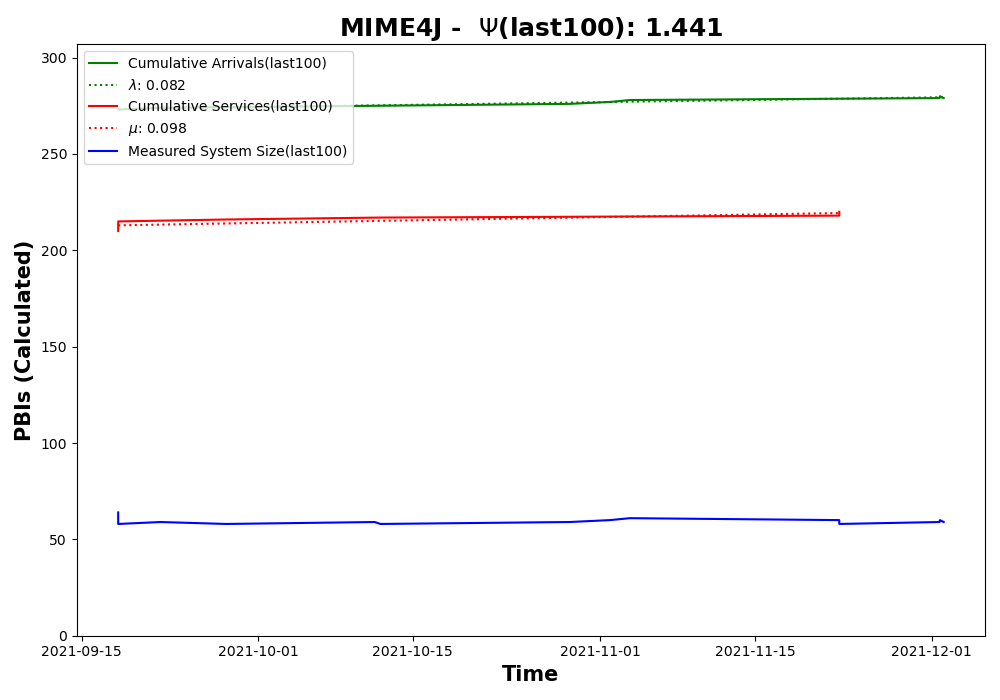 MIME4J - Ψ(last100): 1.441
Cumulative Arrivals(last100)
λ: 0.082
Cumulative Services(last100)
μ: 0.098
Measured System Size(last100)
300
250
200
150
100
50
0
PBIs (Calculated)
2021-09-15 2021-10-01 2021-10-15 2021-11-01 2021-11-15 2021-12-01
Time